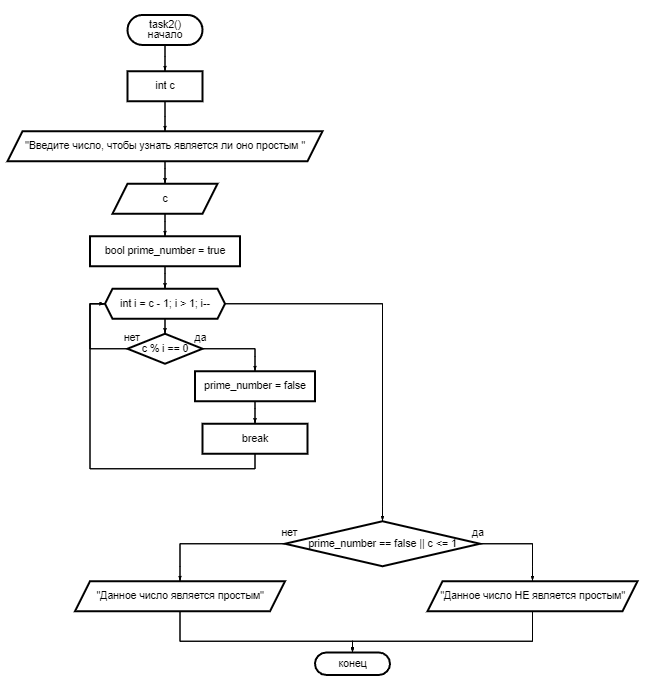 task2()
начало
int c
"Введите число, чтобы узнать является ли оно простым "
c
bool prime_number = true
int i = c - 1; i > 1; i--
нет
да
c % i == 0
prime_number = false
break
нет
да
prime_number == false || c <= 1
"Данное число является простым"
"Данное число НЕ является простым"
конец